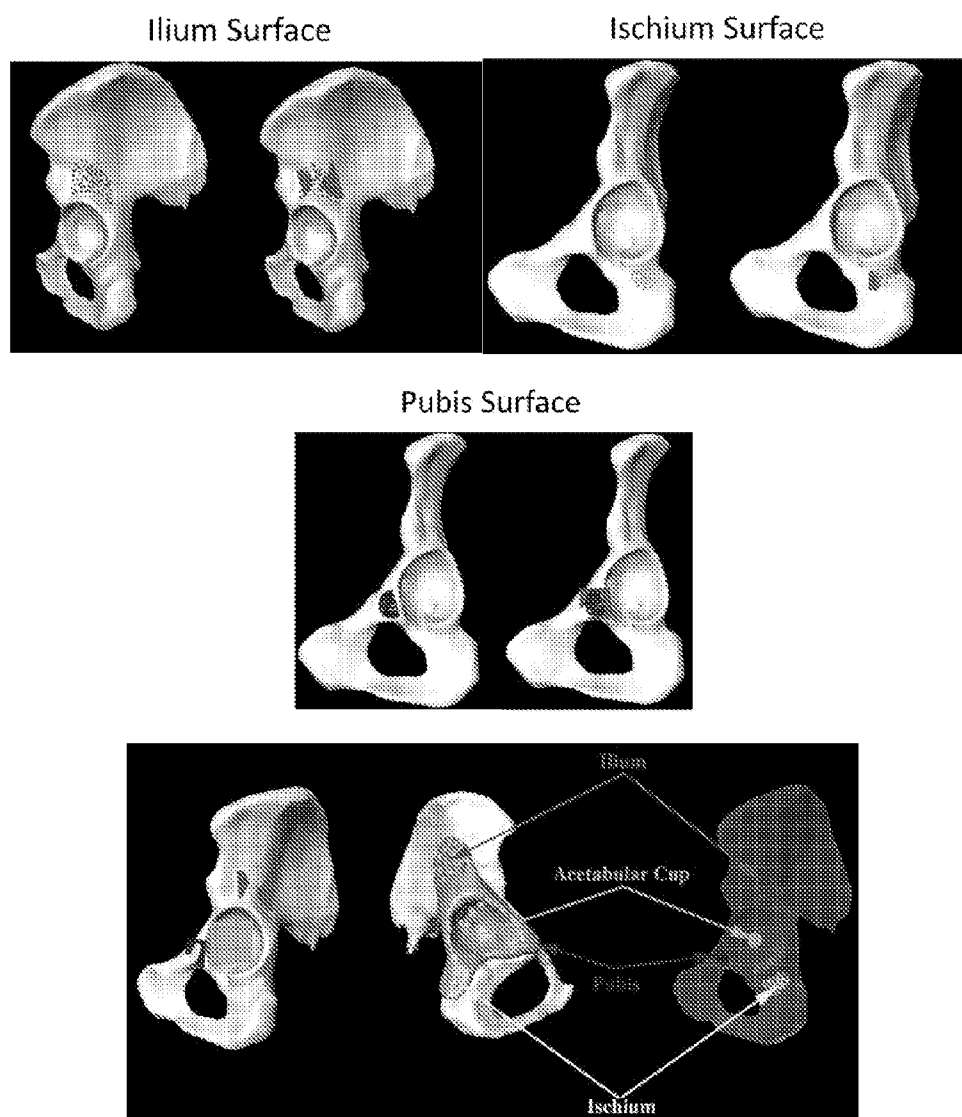 Ilium Surface
Ischium Surface
Pubis Surface
Ilium
Acetabular Cup
Pubis
Ischium